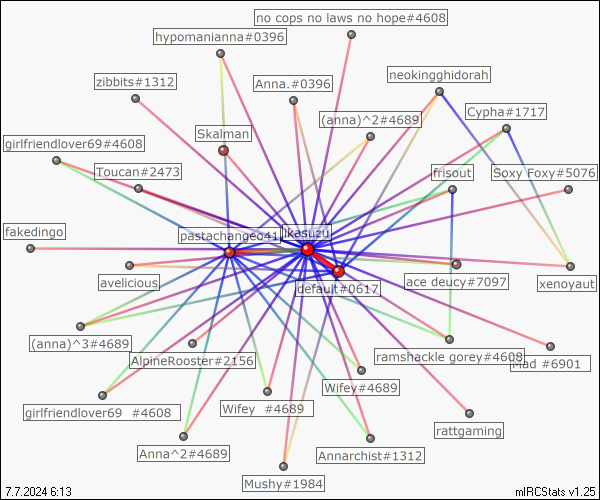 no cops no laws no hope#4608
hypomanianna#0396
neokingghidorah
zibbits#1312
Anna.#0396
Cypha#1717
(anna)^2#4689
Skalman
girlfriendlover69#4608
Toucan#2473
frisout
Soxy Foxy#5076
fakedingo
pastachangeo41
ikasuzu
avelicious
default#0617
ace deucy#7097
xenoyaut
(anna)^3#4689
AlpineRooster#2156
ramshackle gorey#4608
Mad #6901
Wifey#4689
girlfriendlover69 #4608
Wifey #4689
rattgaming
Anna^2#4689
Annarchist#1312
Mushy#1984
7.7.2024 6:13
mIRCStats v1.25